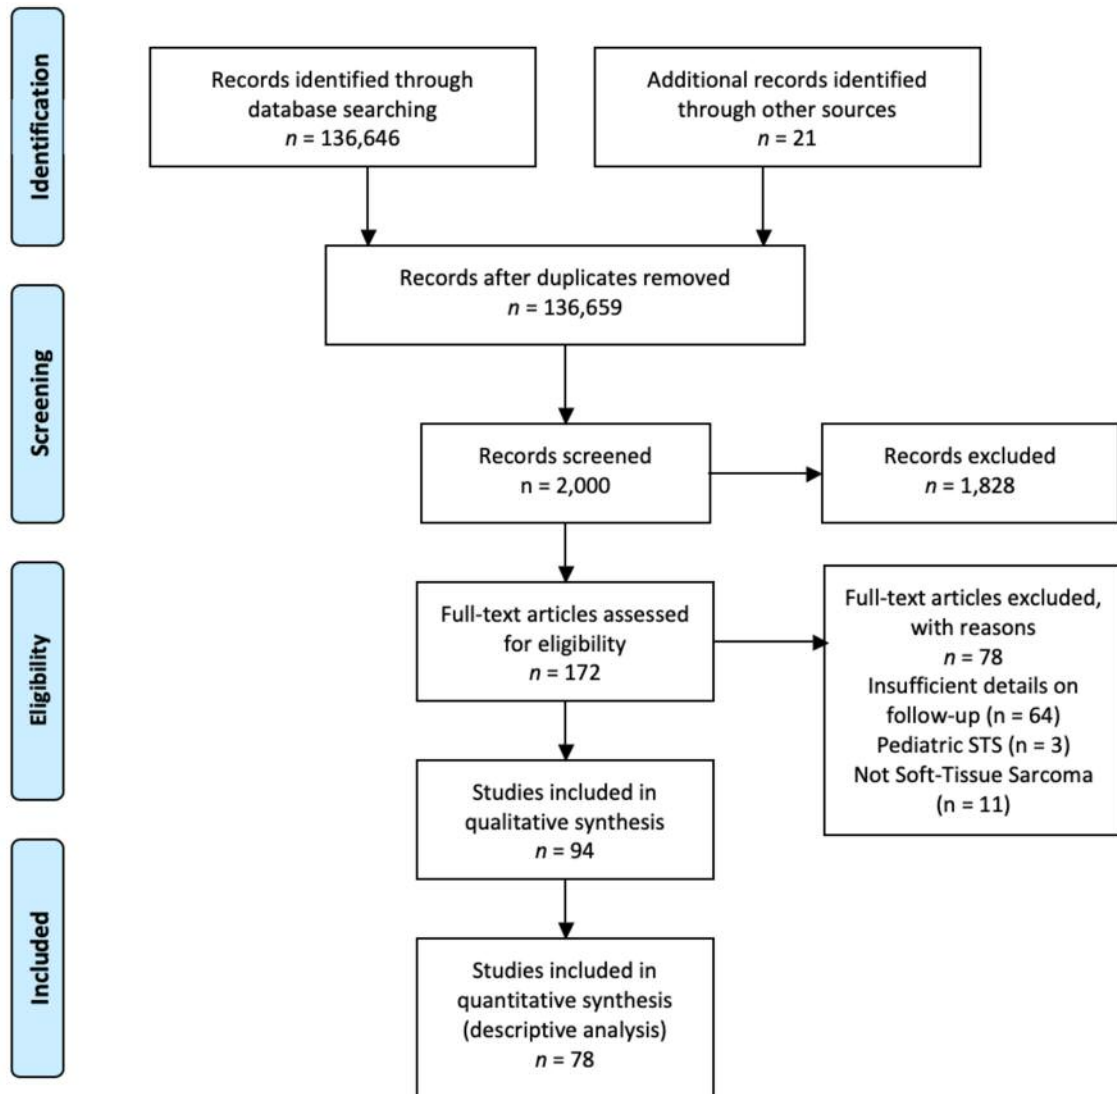 Identification
Records identified through
database searching
n = 136,646
Additional records identified
through other sources
n = 21
Records after duplicates removed
n = 136,659
Screening
Records screened
n = 2,000
Records excluded
n = 1,828
Eligibility
Full-text articles assessed
for eligibility
n = 172
Full-text articles excluded,
with reasons
n = 78
Insufficient details on
follow-up (n = 64)
Pediatric STS (n = 3)
Not Soft-Tissue Sarcoma
(n = 11)
Studies included in
qualitative synthesis
n = 94
Included
Studies included in
quantitative synthesis
(descriptive analysis)
n = 78